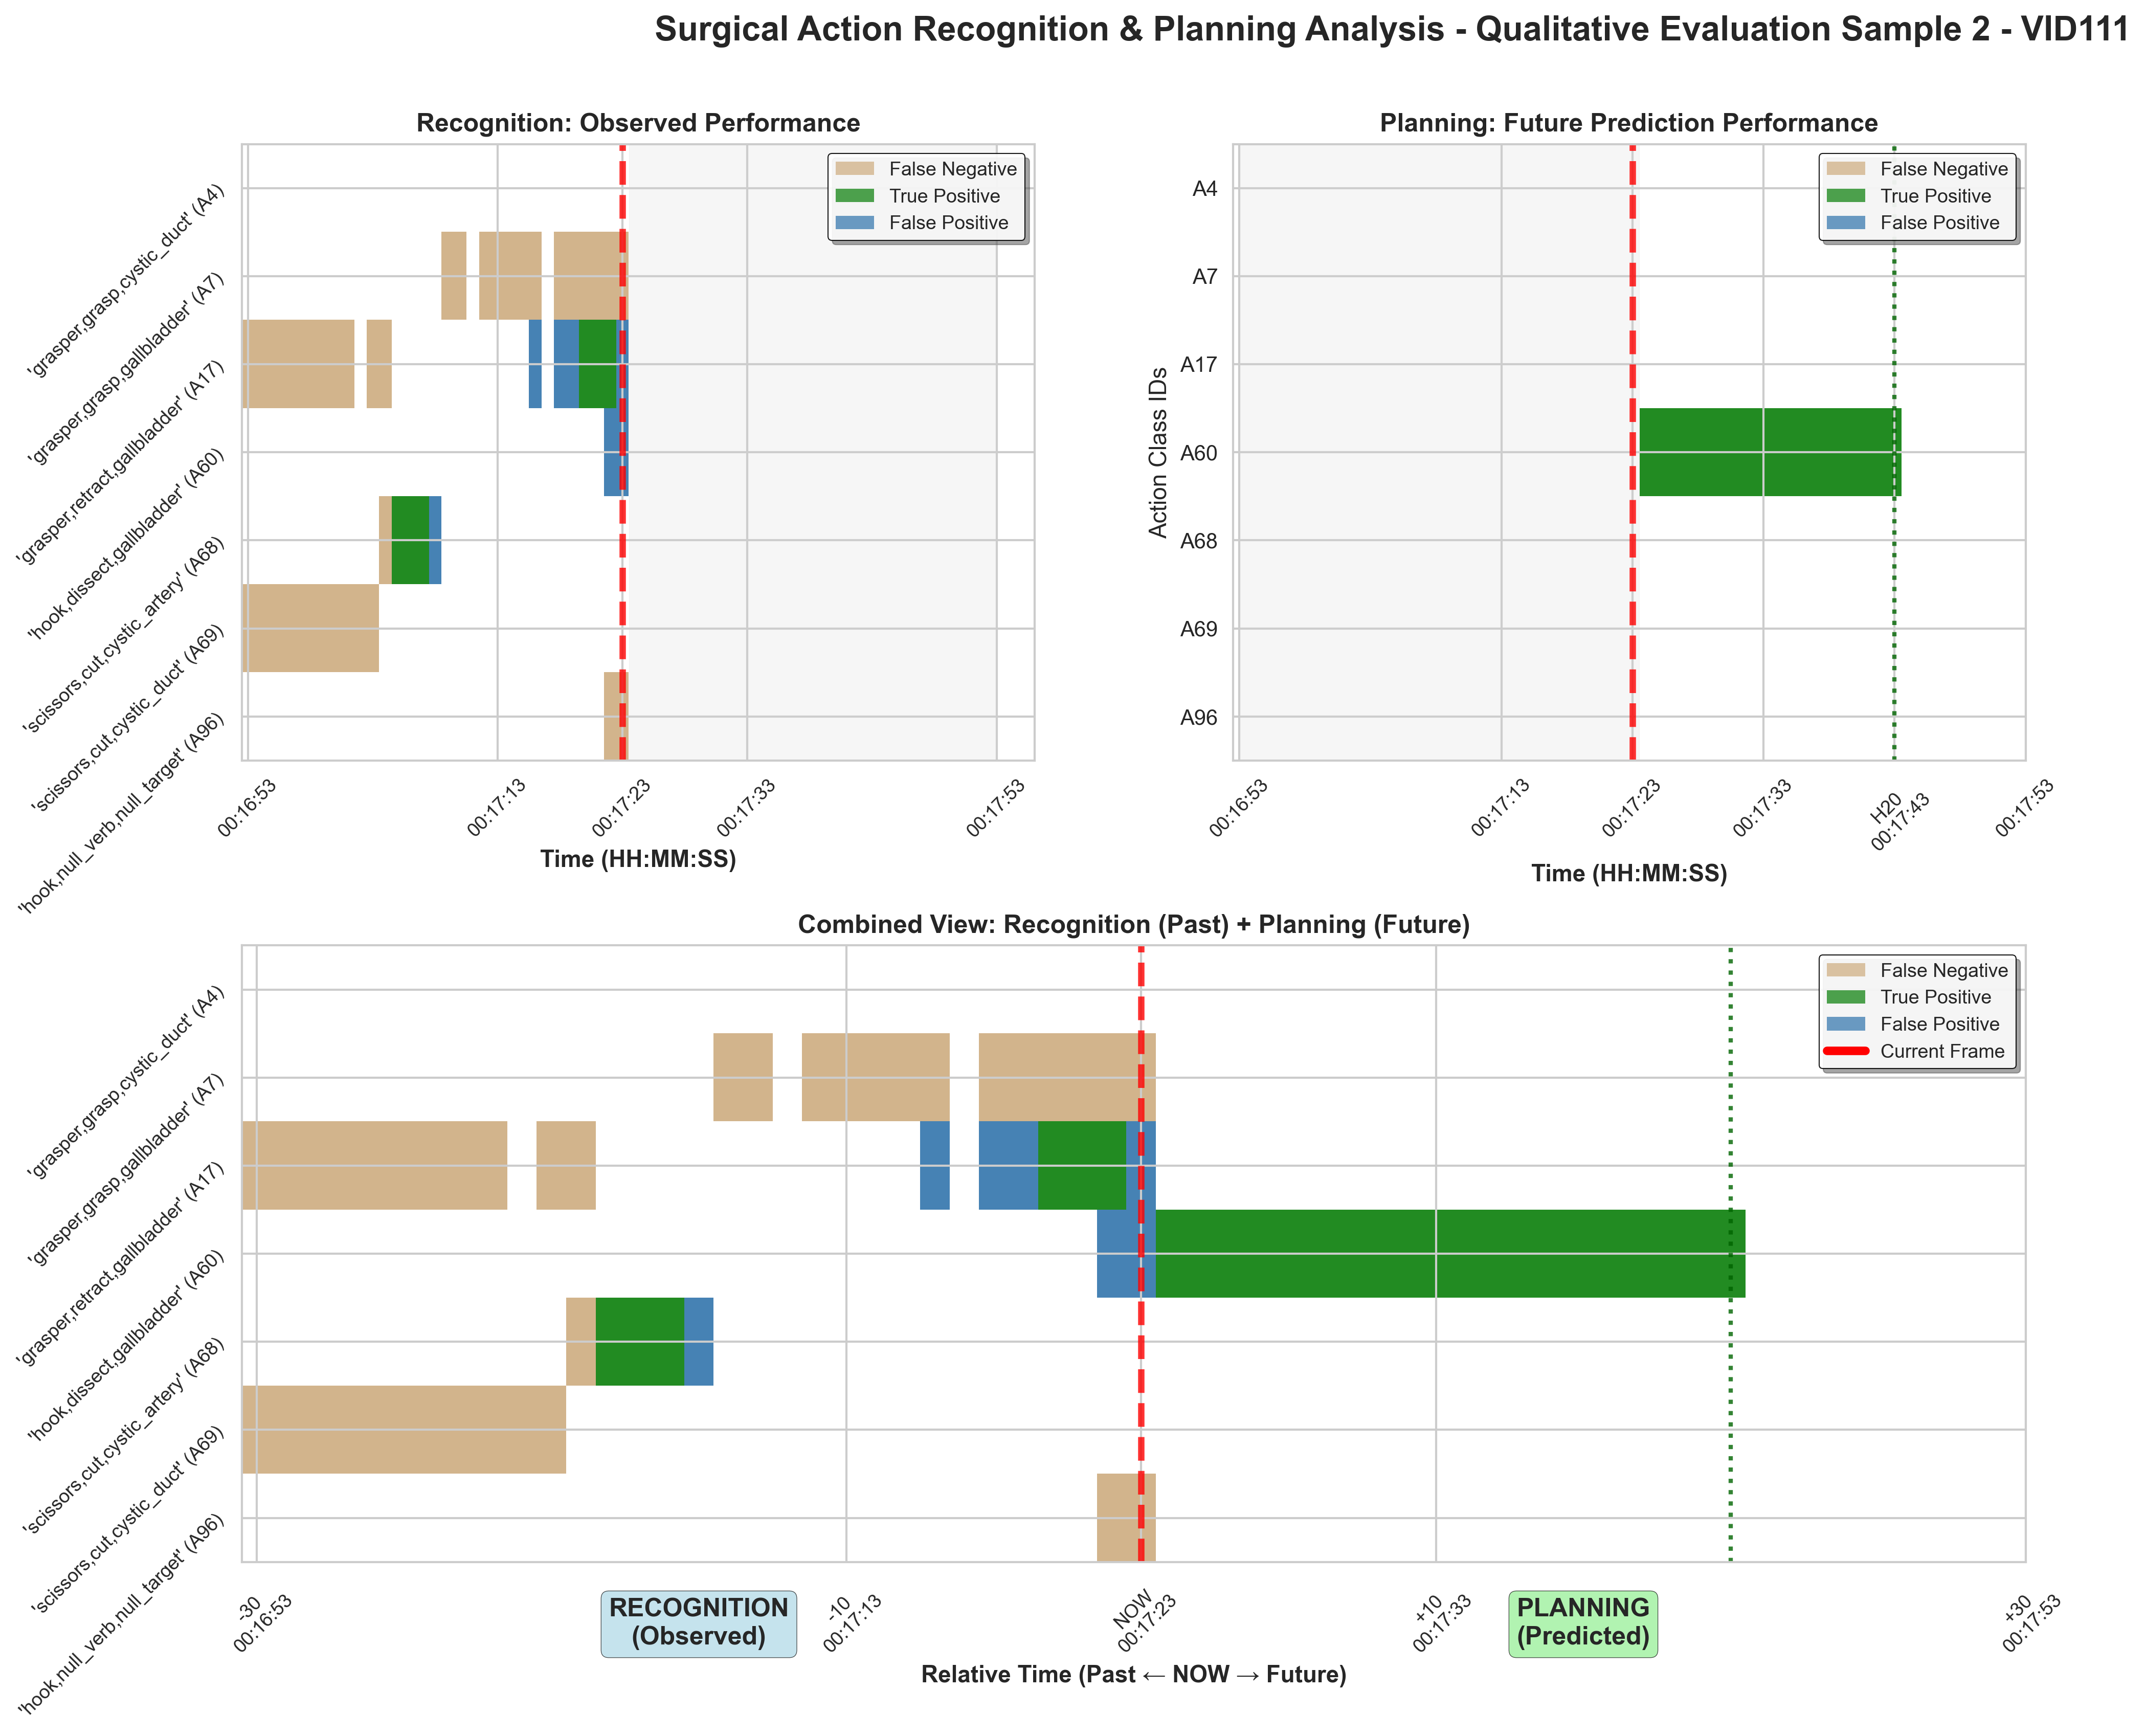 Surgical Action Recognition & Planning Analysis - Qualitative Evaluation Sample 2 - VID111
Recognition: Observed Performance
False Negative
True Positive
False Positive
'grasper,grasp,cystic_duct' (A4)
'grasper,grasp,gallbladder' (A7)
'grasper,retract,gallbladder' (A17)
'hook,dissect,gallbladder' (A60)
'scissors,cut,cystic_artery' (A68)
'scissors,cut,cystic_duct' (A69)
'hook,null_verb,null_target' (A96)
00:16:53
00:17:13
00:17:23
00:17:33
00:17:53
Time (HH:MM:SS)
Planning: Future Prediction Performance
False Negative
True Positive
False Positive
Action Class IDs
A4
A7
A17
A60
A68
A69
A96
00:16:53
00:17:13
00:17:23
00:17:33
H20
00:17:43
00:17:53
Time (HH:MM:SS)
Combined View: Recognition (Past) + Planning (Future)
False Negative
True Positive
False Positive
Current Frame
'grasper,grasp,cystic_duct' (A4)
'grasper,grasp,gallbladder' (A7)
'grasper,retract,gallbladder' (A17)
'hook,dissect,gallbladder' (A60)
'scissors,cut,cystic_artery' (A68)
'scissors,cut,cystic_duct' (A69)
'hook,null_verb,null_target' (A96)
-30
00:16:53
RECOGNITION
(Observed)
-10
00:17:13
NOW
00:17:23
+10
00:17:33
PLANNING
(Predicted)
+30
00:17:53
Relative Time (Past ← NOW → Future)